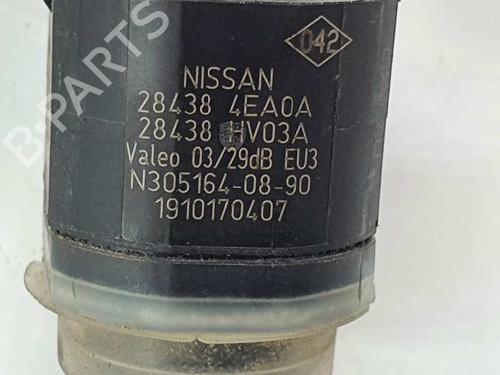 042
NISSAN
28438 4EA0A
28438 HV03A
Valeo 03/29dB EU3
N305164-08-90
1910170407
B-PARTS